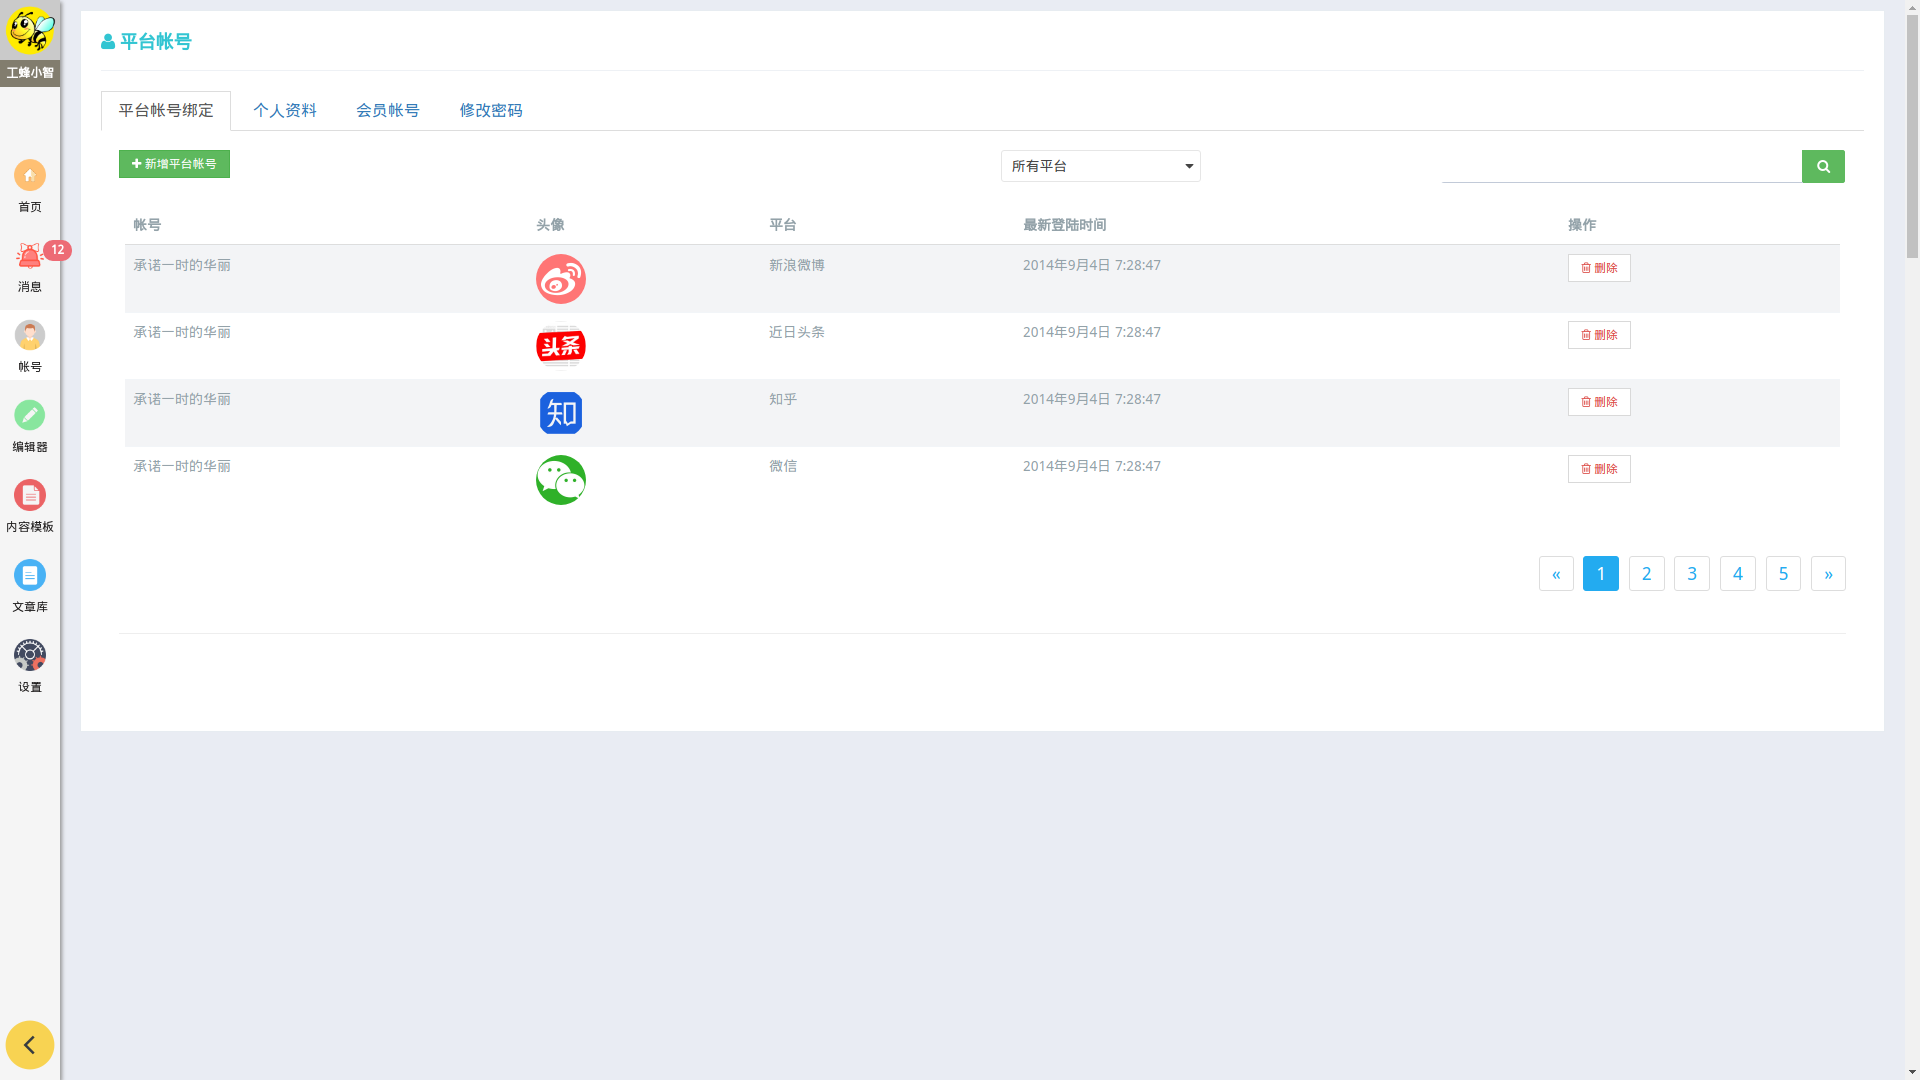 工蜂小智
首页
12
消息
帐号
编辑器
内容模板
文章库
设置
平台帐号
平台帐号绑定 个人资料 会员帐号 修改密码
新增平台帐号 所有平台
帐号 头像 平台 最新登陆时间 操作
承诺一时的华丽 新浪微博 2014年9月4日 7:28:47 删除
承诺一时的华丽 头条 近日头条 2014年9月4日 7:28:47 删除
承诺一时的华丽 知 知乎 2014年9月4日 7:28:47 删除
承诺一时的华丽 微信 2014年9月4日 7:28:47 删除
« 1 2 3 4 5 »